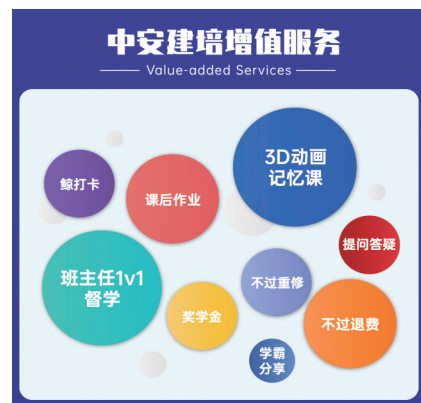 中安建培增值服务
Value-added Services
3D动画
记忆课
鲸打卡
课后作业
提问答疑
班主任1v1
督学
不过重修
奖学金
不过退费
学霸
分享